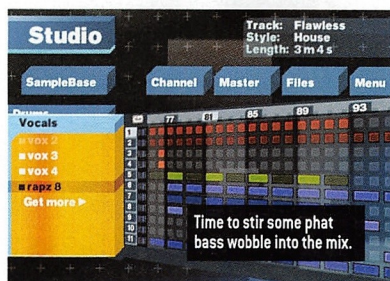 Studio
Track: Flawless
Style: House
Length: 3m4s
SampleBase
Channel
Master
Files
Menu
Drums
Vocals
vox 2
vox 3
vox 4
rapz 8
Get more ▶
77 81 85 89 93
1
2
3
4
5
6
7
8
9
10
11
Time to stir some phat
bass wobble into the mix.